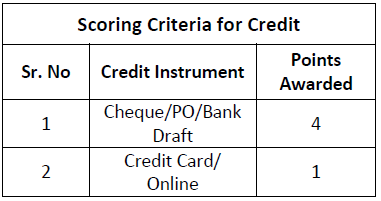 Scoring Criteria for Credit
Sr. No Credit Instrument Points Awarded
1 Cheque/PO/Bank Draft 4
2 Credit Card/ Online 1